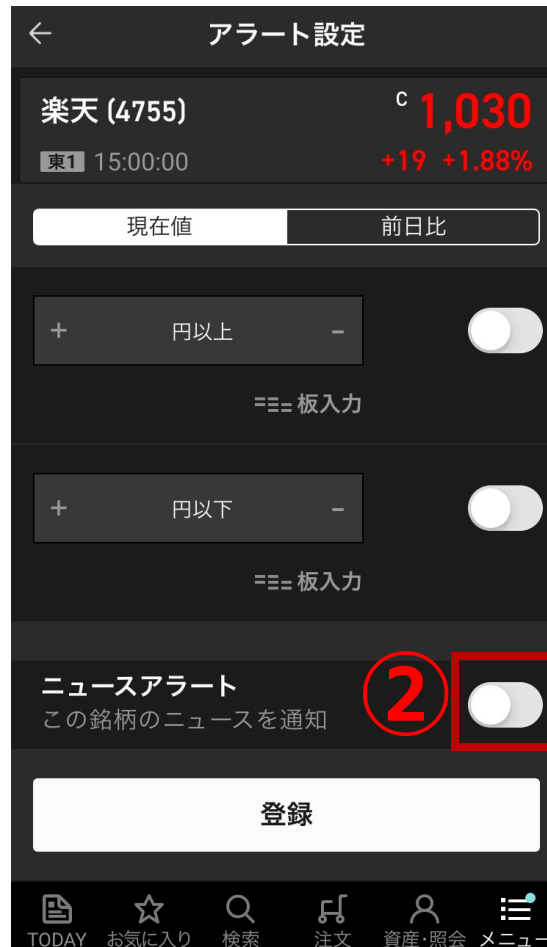 アラート設定
楽天 (4755)
C 1,030
東1 15:00:00
+19 +1.88%
現在値 前日比
+ 円以上 -
板入力
+ 円以下 -
板入力
ニュースアラート
この銘柄のニュースを通知
②
登録
TODAY お気に入り 検索 注文 資産・照会 メニュー